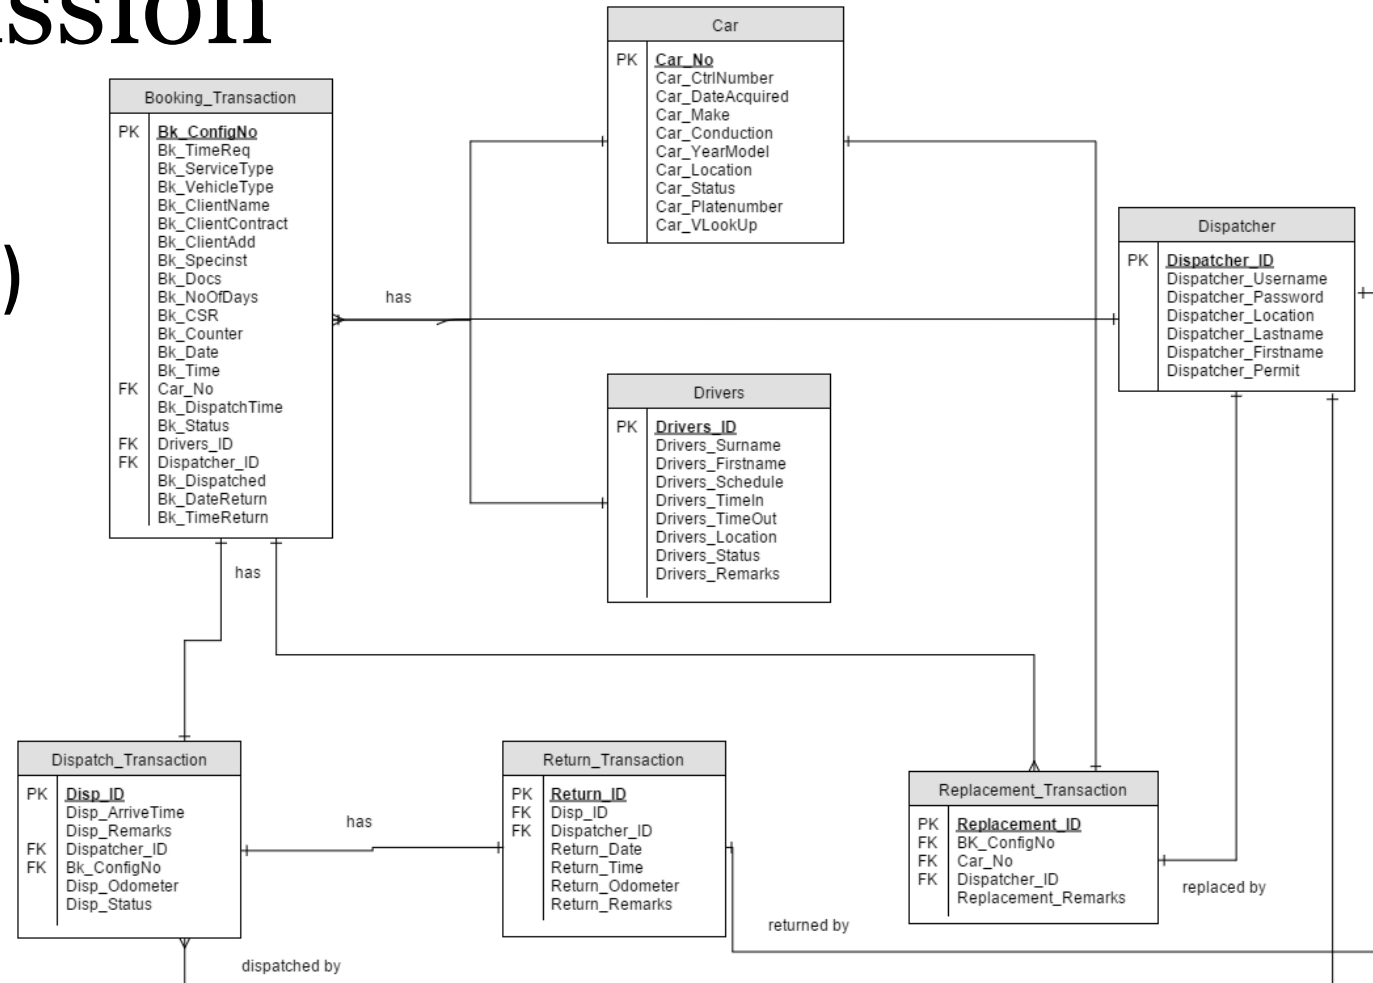 ission
)
Car
PK Car_No
Car_CtrlNumber
Car_DateAcquired
Car_Make
Car_Conduction
Car_YearModel
Car_Location
Car_Status
Car_Platenumber
Car_VLookUp
Booking_Transaction
PK Bk_ConfigNo
Bk_TimeReq
Bk_ServiceType
Bk_VehicleType
Bk_ClientName
Bk_ClientContract
Bk_ClientAdd
Bk_Specinst
Bk_Docs
Bk_NoOfDays
Bk_CSR
Bk_Counter
Bk_Date
Bk_Time
FK Car_No
Bk_DispatchTime
Bk_Status
FK Drivers_ID
FK Dispatcher_ID
Bk_Dispatched
Bk_DateReturn
Bk_TimeReturn
has
Dispatcher
PK Dispatcher_ID
Dispatcher_Username
Dispatcher_Password
Dispatcher_Location
Dispatcher_Lastname
Dispatcher_Firstname
Dispatcher_Permit
Drivers
PK Drivers_ID
Drivers_Surname
Drivers_Firstname
Drivers_Schedule
Drivers_TimeIn
Drivers_TimeOut
Drivers_Location
Drivers_Status
Drivers_Remarks
has
Dispatch_Transaction
PK Disp_ID
Disp_ArriveTime
Disp_Remarks
FK Dispatcher_ID
FK Bk_ConfigNo
Disp_Odometer
Disp_Status
has
Return_Transaction
PK Return_ID
FK Disp_ID
FK Dispatcher_ID
Return_Date
Return_Time
Return_Odometer
Return_Remarks
Replacement_Transaction
PK Replacement_ID
FK BK_ConfigNo
FK Car_No
FK Dispatcher_ID
Replacement_Remarks
replaced by
returned by
dispatched by